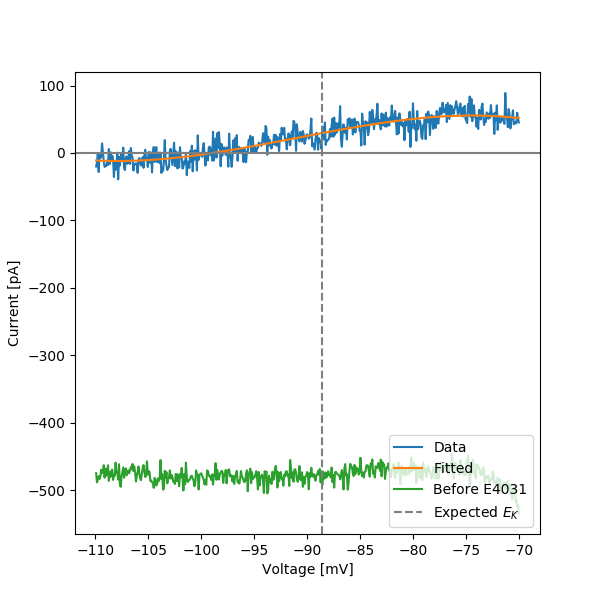 100
0
−100
−200
−300
−400
−500
Current [pA]
Data
Fitted
Before E4031
Expected E_K
−110
−105
−100
−95
−90
−85
−80
−75
−70
Voltage [mV]